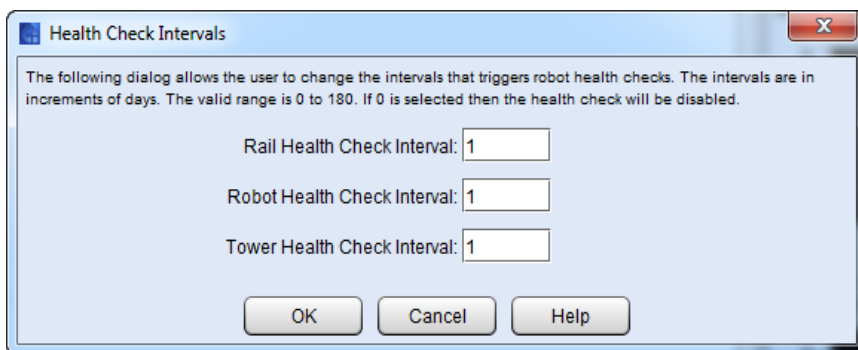 Health Check Intervals
The following dialog allows the user to change the intervals that triggers robot health checks. The intervals are in
increments of days. The valid range is 0 to 180. If 0 is selected then the health check will be disabled.
Rail Health Check Interval: 1
Robot Health Check Interval: 1
Tower Health Check Interval: 1
OK Cancel Help